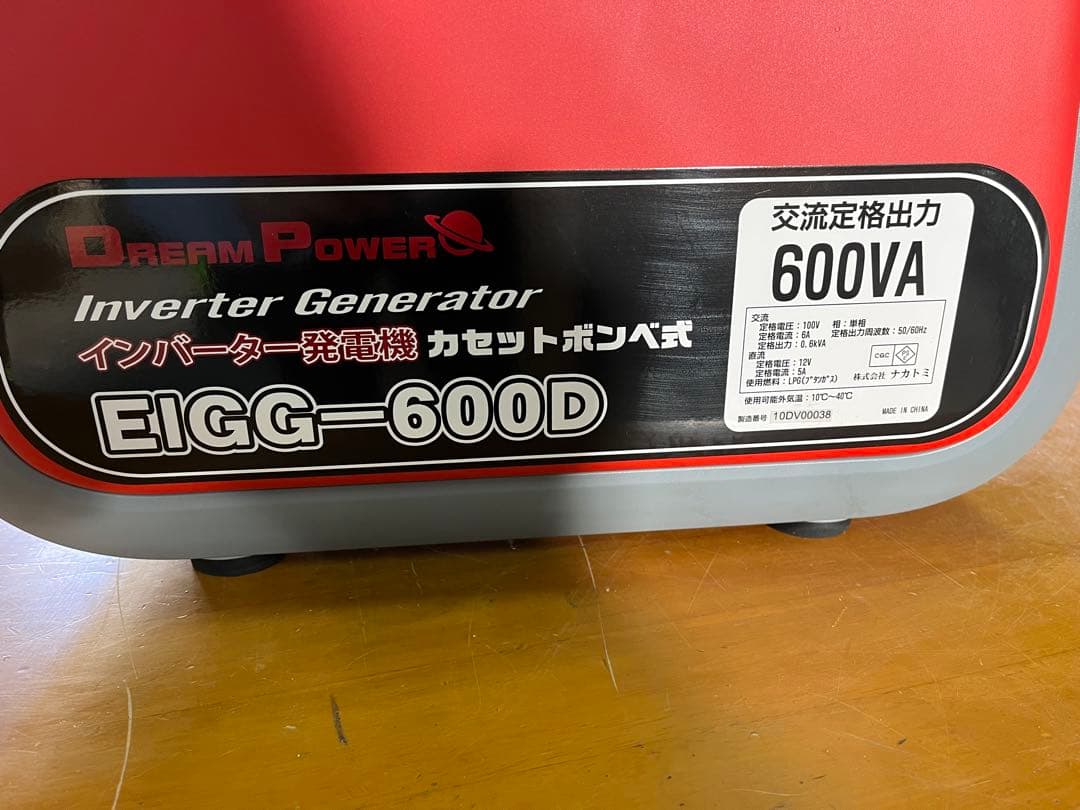 DREAM POWER
Inverter Generator
インバーター発電機 カセットボンベ式
EIGG-600D
交流定格出力
600VA
交流
定格電圧：100V 相：単相
定格電流：6A 定格出力周波数：50/60Hz
定格出力：0.6kVA
直流
定格電圧：12V
定格電流：5A
使用燃料：LPG(ブタンガス)
CQC
PS
E
株式会社 ナカトミ
使用可能外気温：10℃〜40℃
製造番号 10DV00038
MADE IN CHINA